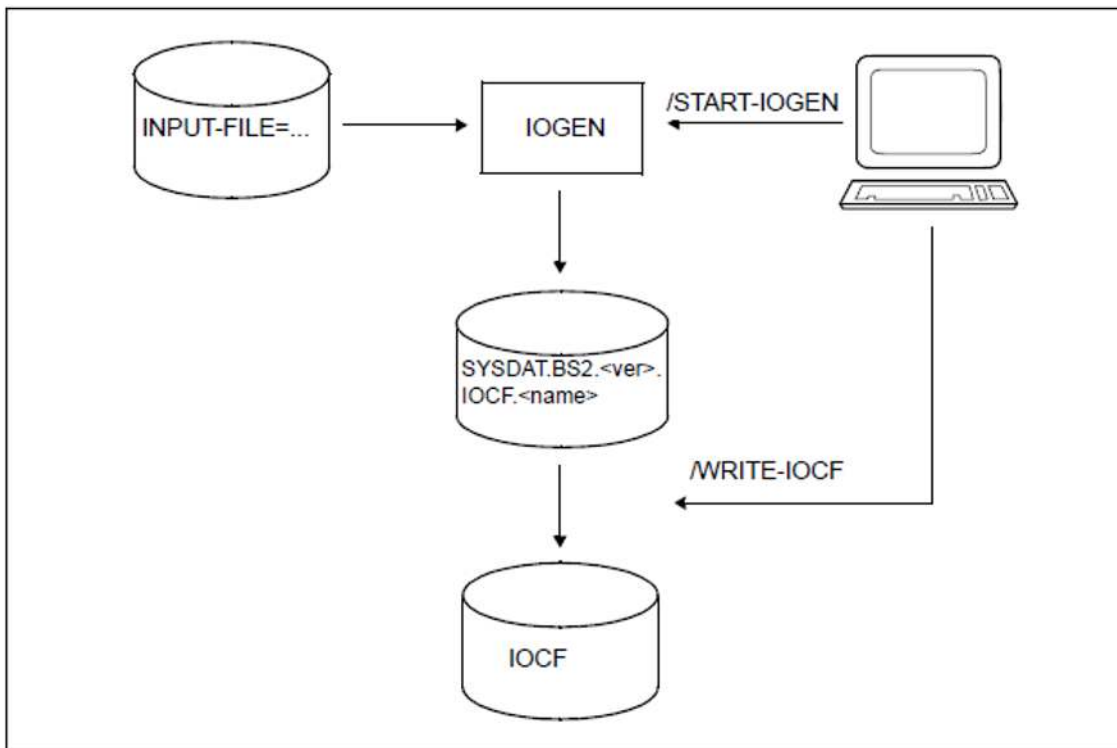 INPUT-FILE=...
IOGEN
/START-IOGEN
SYSDAT.BS2.<ver>.
IOCF.<name>
/WRITE-IOCF
IOCF